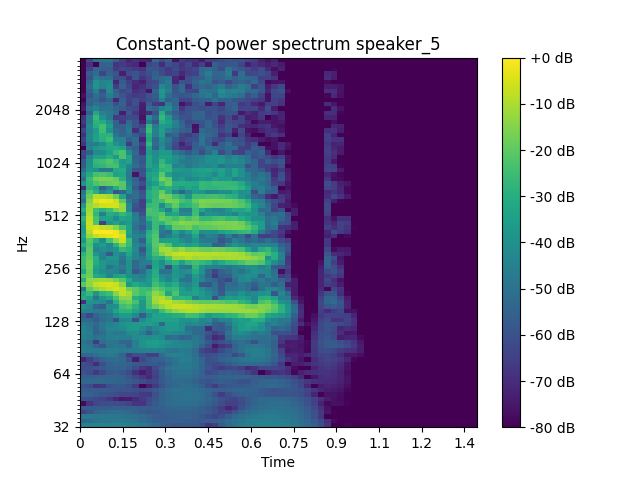 Constant-Q power spectrum speaker_5
Hz
2048
1024
512
256
128
64
32
0 0.15 0.3 0.45 0.6 0.75 0.9 1.1 1.2 1.4
Time
+0 dB
-10 dB
-20 dB
-30 dB
-40 dB
-50 dB
-60 dB
-70 dB
-80 dB